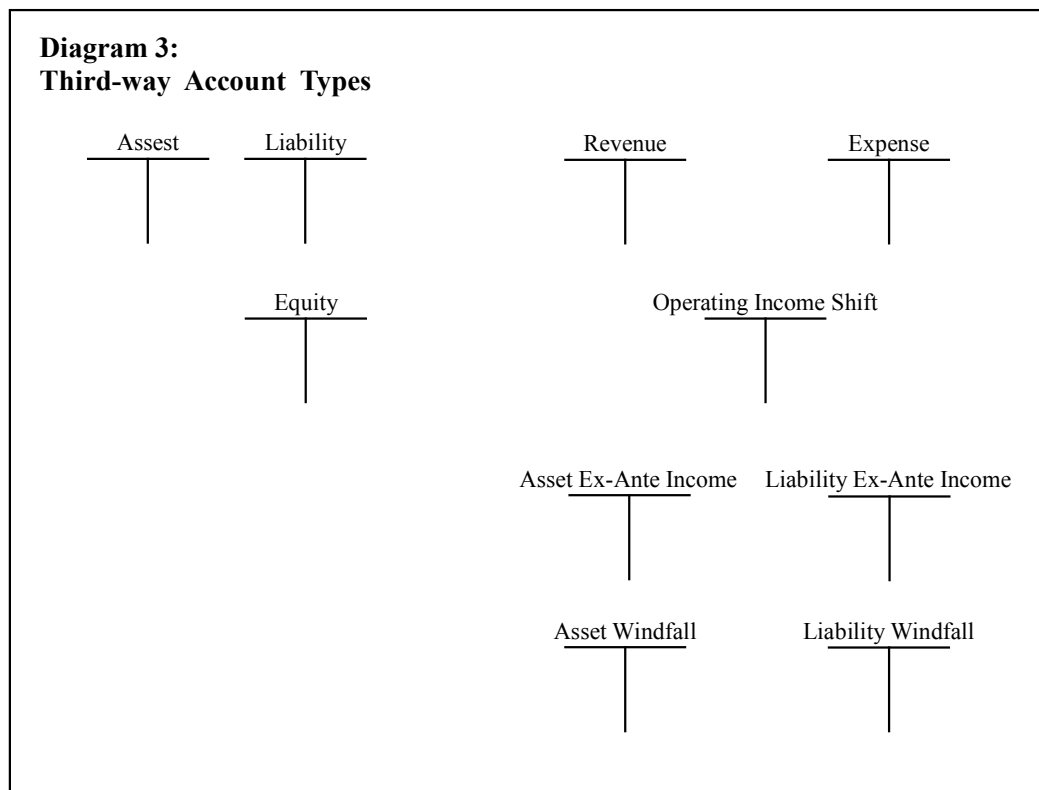 Diagram 3:
Third-way Account Types
Assest Liability Revenue Expense
Equity Operating Income Shift
Asset Ex-Ante Income Liability Ex-Ante Income
Asset Windfall Liability Windfall